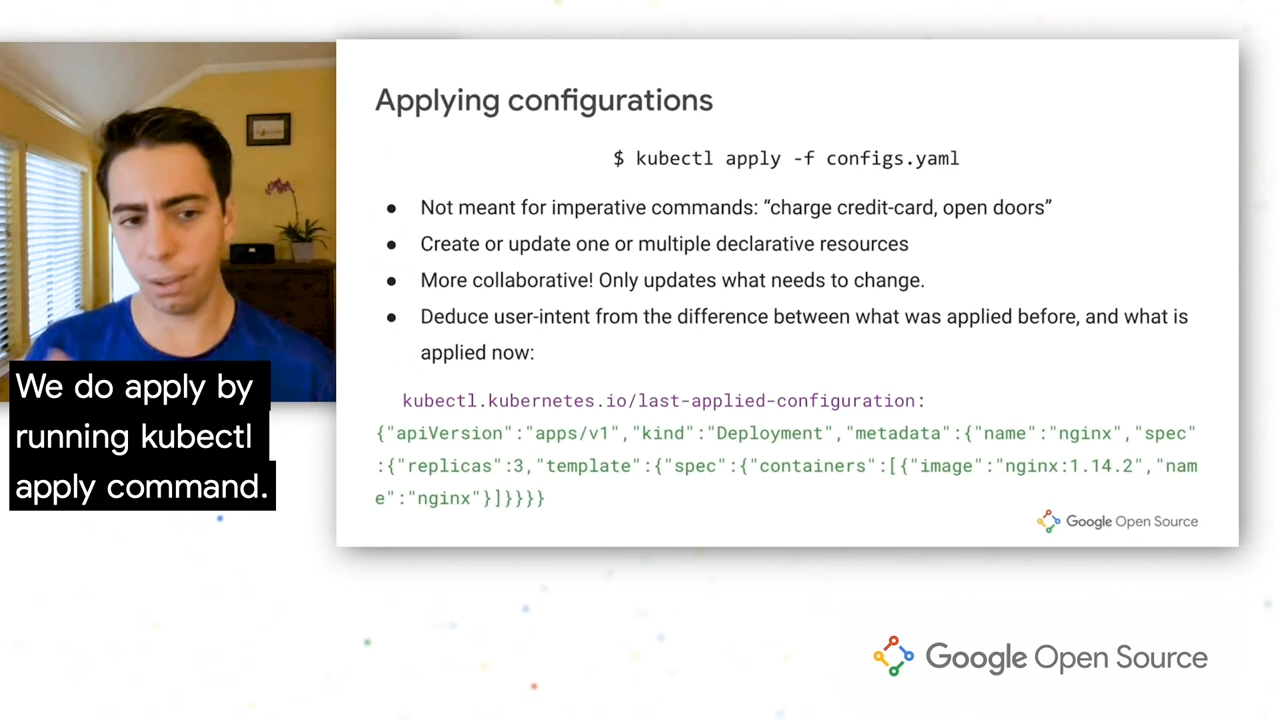 Applying configurations
$ kubectl apply -f configs.yaml
● Not meant for imperative commands: “charge credit-card, open doors”
● Create or update one or multiple declarative resources
● More collaborative! Only updates what needs to change.
● Deduce user-intent from the difference between what was applied before, and what is
applied now:
kubectl.kubernetes.io/last-applied-configuration:
{"apiVersion":"apps/v1","kind":"Deployment","metadata":{"name":"nginx","spec"
:{"replicas":3,"template":{"spec":{"containers":[{"image":"nginx:1.14.2","nam
e":"nginx"}]}}}}
Google Open Source
We do apply by
running kubectl
apply command.
Google Open Source